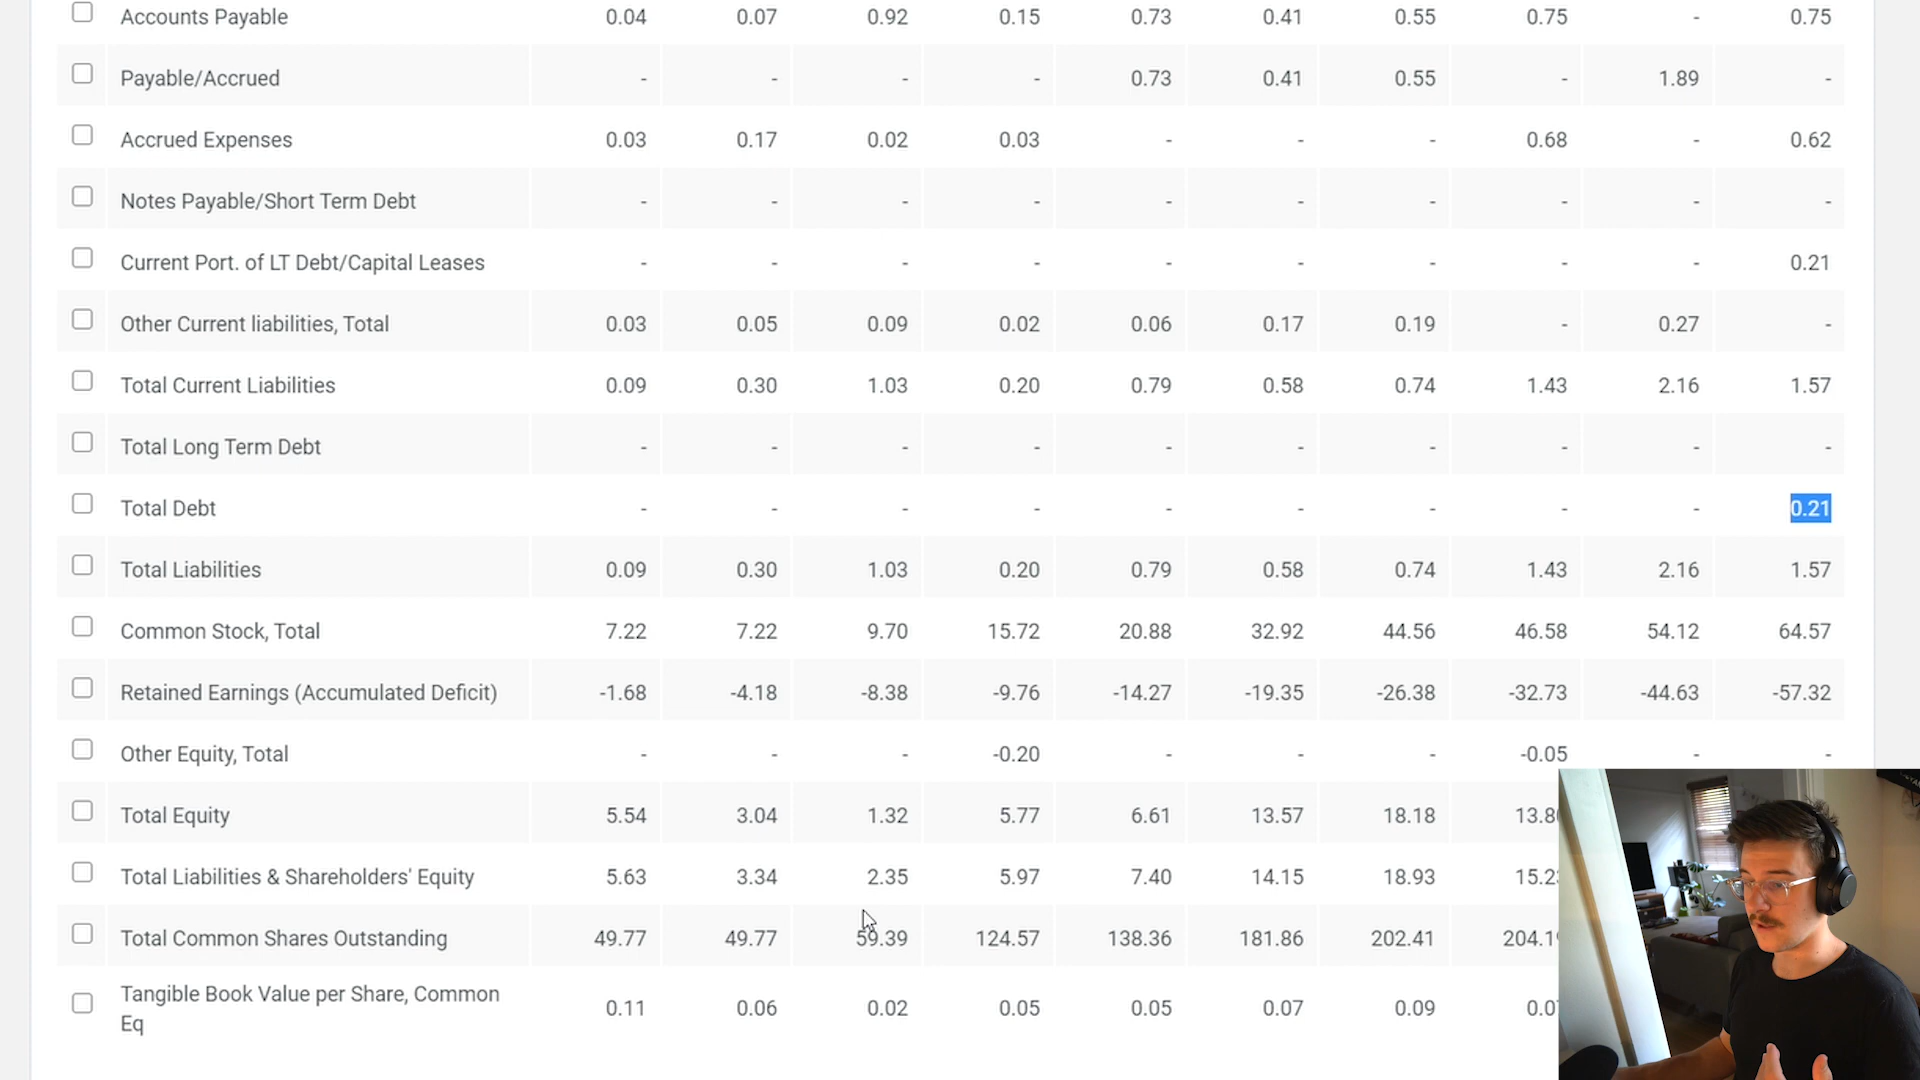 Accounts Payable 0.04 0.07 0.92 0.15 0.73 0.41 0.55 0.75 - 0.75
Payable/Accrued - - - - 0.73 0.41 0.55 - 1.89 -
Accrued Expenses 0.03 0.17 0.02 0.03 - - - 0.68 - 0.62
Notes Payable/Short Term Debt - - - - - - - - - -
Current Port. of LT Debt/Capital Leases - - - - - - - - - 0.21
Other Current liabilities, Total 0.03 0.05 0.09 0.02 0.06 0.17 0.19 - 0.27 -
Total Current Liabilities 0.09 0.30 1.03 0.20 0.79 0.58 0.74 1.43 2.16 1.57
Total Long Term Debt - - - - - - - - - -
Total Debt - - - - - - - - - 0.21
Total Liabilities 0.09 0.30 1.03 0.20 0.79 0.58 0.74 1.43 2.16 1.57
Common Stock, Total 7.22 7.22 9.70 15.72 20.88 32.92 44.56 46.58 54.12 64.57
Retained Earnings (Accumulated Deficit) -1.68 -4.18 -8.38 -9.76 -14.27 -19.35 -26.38 -32.73 -44.63 -57.32
Other Equity, Total - - - -0.20 - - - -0.05 - -
Total Equity 5.54 3.04 1.32 5.77 6.61 13.57 18.18
Total Liabilities & Shareholders' Equity 5.63 3.34 2.35 5.97 7.40 14.15 18.93
Total Common Shares Outstanding 49.77 49.77 59.39 124.57 138.36 181.86 202.41
Tangible Book Value per Share, Common 
Eq 0.11 0.06 0.02 0.05 0.05 0.07 0.09